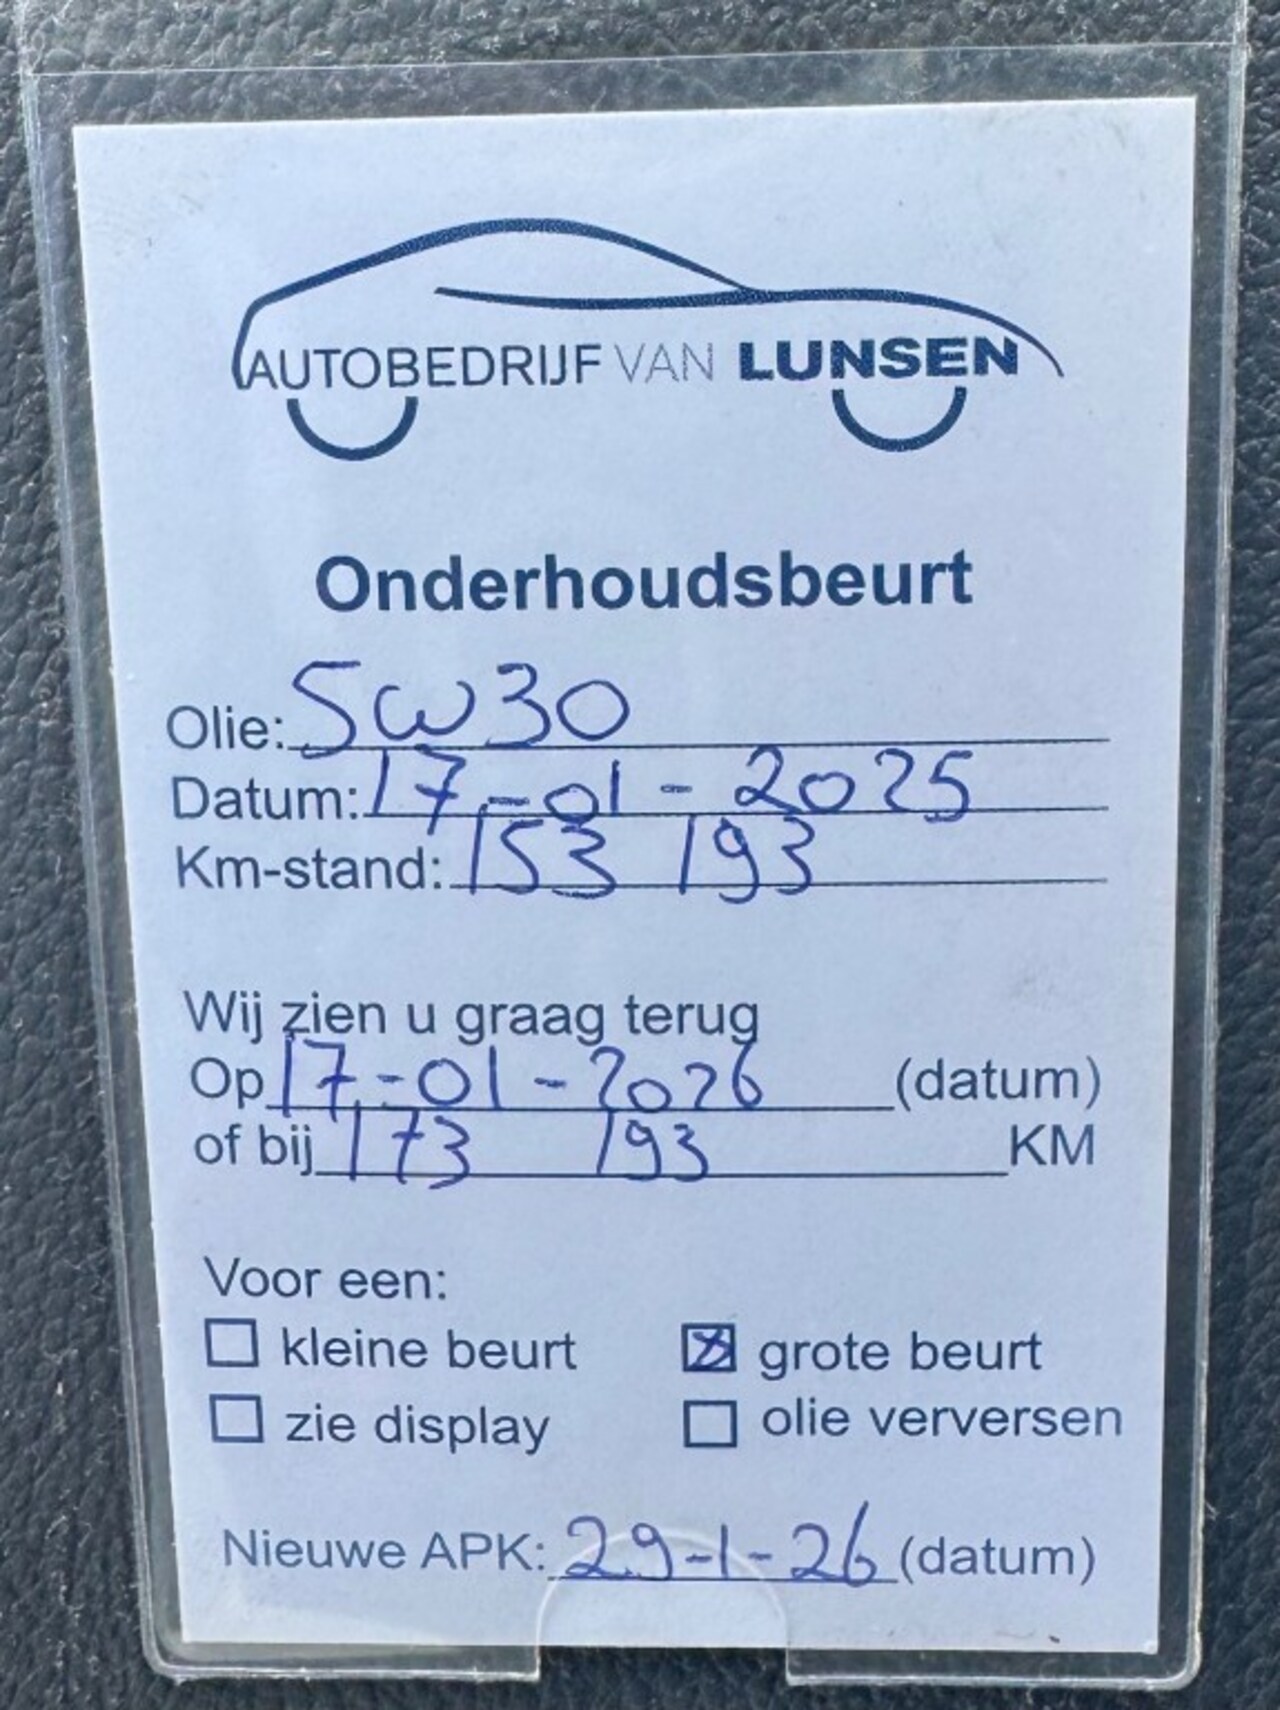 AUTOBEDRIJF VAN LUNSEN
Onderhoudsbeurt
Olie: 5W30
Datum: 17-01-2025
Km-stand: 153 193
Wij zien u graag terug
Op 17-01-2026 (datum)
of bij 173 193 KM
Voor een:
kleine beurt grote beurt
zie display olie verversen
Nieuwe APK: 29-1-26 (datum)